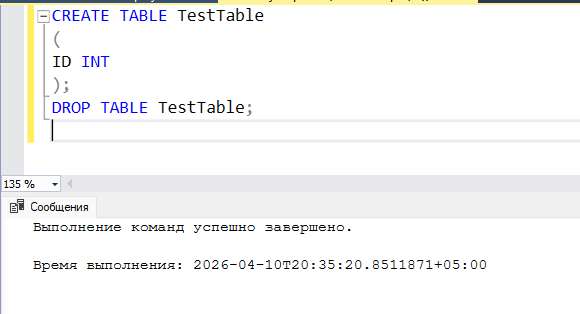 CREATE TABLE TestTable
(
ID INT
);
DROP TABLE TestTable;
135 %
Сообщения
Выполнение команд успешно завершено.
Время выполнения: 2026-04-10T20:35:20.8511871+05:00